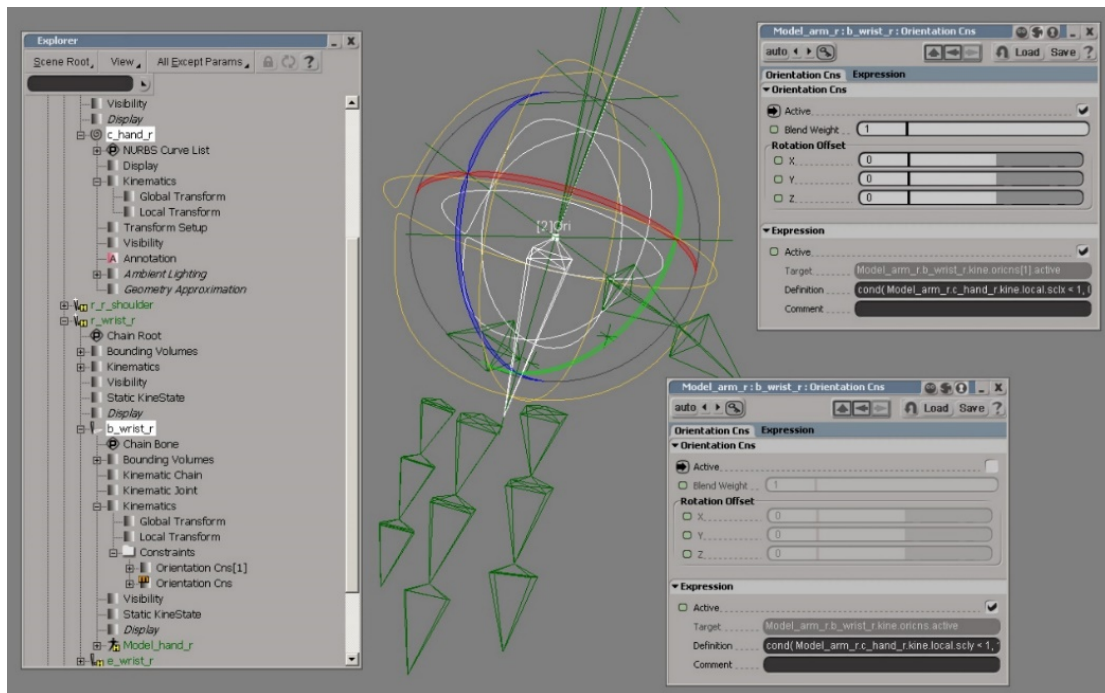 Explorer
Scene Root, View, All Except Params, ?
Visibility
Display
c_hand_r
NURBS Curve List
Display
Kinematics
Global Transform
Local Transform
Transform Setup
Visibility
Annotation
Ambient Lighting
Geometry Approximation
r_r_shoulder
r_wrist_r
Chain Root
Bounding Volumes
Kinematics
Visibility
Static KineState
Display
b_wrist_r
Chain Bone
Bounding Volumes
Kinematic Chain
Kinematic Joint
Kinematics
Global Transform
Local Transform
Constraints
Orientation Cns[1]
Orientation Cns
Visibility
Static KineState
Display
Model_hand_r
e_wrist_r
[2]Ori
Model_arm_r : b_wrist_r : Orientation Cns
auto Load Save ?
Orientation Cns Expression
Orientation Cns
Active
Blend Weight 1
Rotation Offset
X 0
Y 0
Z 0
Expression
Active
Target Model_arm_r.b_wrist_r.kine.oricns[1].active
Definition cond( Model_arm_r.c_hand_r.kine.local.sclx < 1,
Comment
Model_arm_r : b_wrist_r : Orientation Cns
auto Load Save ?
Orientation Cns Expression
Orientation Cns
Active
Blend Weight 1
Rotation Offset
X 0
Y 0
Z 0
Expression
Active
Target Model_arm_r.b_wrist_r.kine.oricns.active
Definition cond( Model_arm_r.c_hand_r.kine.local.scly < 1,
Comment